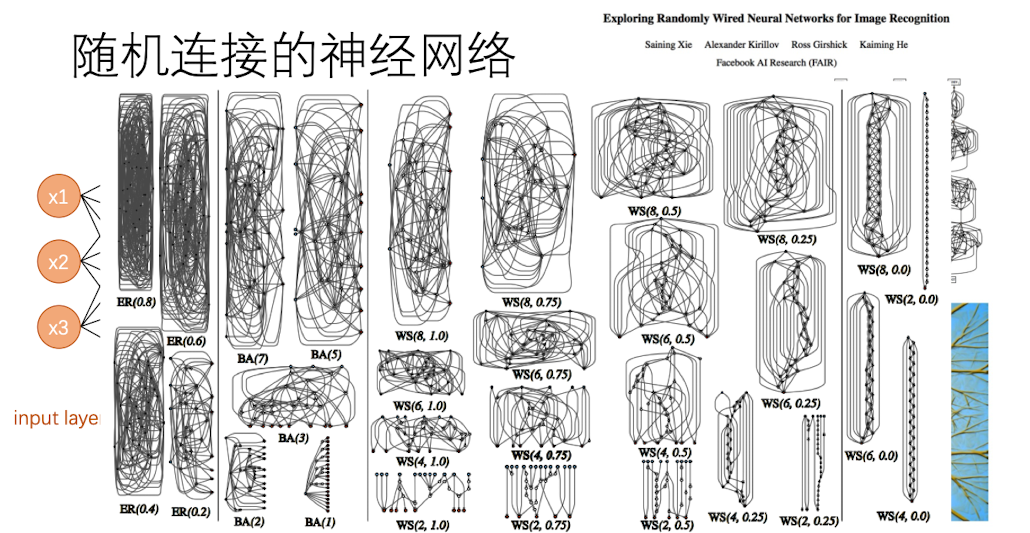 Exploring Randomly Wired Neural Networks for Image Recognition
Saining Xie Alexander Kirillov Ross Girshick Kaiming He
Facebook AI Research (FAIR)
随机连接的神经网络
x1
x2
x3
input laye
ER(0.8)
ER(0.6)
ER(0.4)
ER(0.2)
BA(7)
BA(5)
BA(3)
BA(2)
BA(1)
WS(8, 1.0)
WS(6, 1.0)
WS(4, 1.0)
WS(2, 1.0)
WS(8, 0.75)
WS(6, 0.75)
WS(4, 0.75)
WS(2, 0.75)
WS(8, 0.5)
WS(6, 0.5)
WS(4, 0.5)
WS(2, 0.5)
WS(8, 0.25)
WS(6, 0.25)
WS(4, 0.25)
WS(2, 0.25)
WS(8, 0.0)
WS(2, 0.0)
WS(6, 0.0)
WS(4, 0.0)